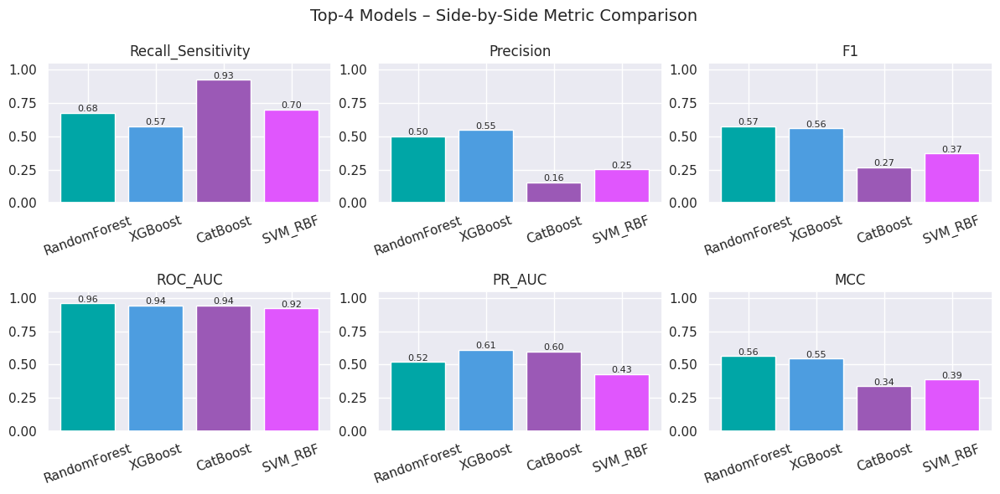 Top-4 Models – Side-by-Side Metric Comparison
Recall_Sensitivity
1.00
0.75
0.50
0.25
0.00
0.68
0.57
0.93
0.70
RandomForest
XGBoost
CatBoost
SVM_RBF
Precision
1.00
0.75
0.50
0.25
0.00
0.50
0.55
0.16
0.25
RandomForest
XGBoost
CatBoost
SVM_RBF
F1
1.00
0.75
0.50
0.25
0.00
0.57
0.56
0.27
0.37
RandomForest
XGBoost
CatBoost
SVM_RBF
ROC_AUC
1.00
0.75
0.50
0.25
0.00
0.96
0.94
0.94
0.92
RandomForest
XGBoost
CatBoost
SVM_RBF
PR_AUC
1.00
0.75
0.50
0.25
0.00
0.52
0.61
0.60
0.43
RandomForest
XGBoost
CatBoost
SVM_RBF
MCC
1.00
0.75
0.50
0.25
0.00
0.56
0.55
0.34
0.39
RandomForest
XGBoost
CatBoost
SVM_RBF